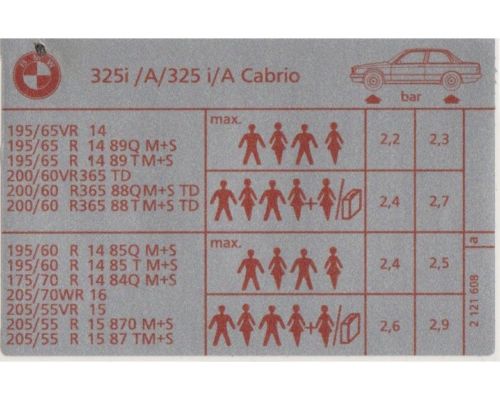 BMW
325i /A/325 i/A Cabrio
bar
195/65VR 14
195/65 R 14 89Q M+S
195/65 R 14 89TM+S
200/60VR365 TD
200/60 R365 88QM+S TD
200/60 R365 88TM+S TD
max.
2,2 2,3
+ /
2,4 2,7
195/60 R 14 85Q M+S
195/60 R 14 85 T M+S
175/70 R 14 84Q M+S
205/70WR 16
205/55VR 15
205/55 R 15 870 M+S
205/55 R 15 87 TM+S
max.
2,4 2,5
+ /
2,6 2,9
a
2 121 608